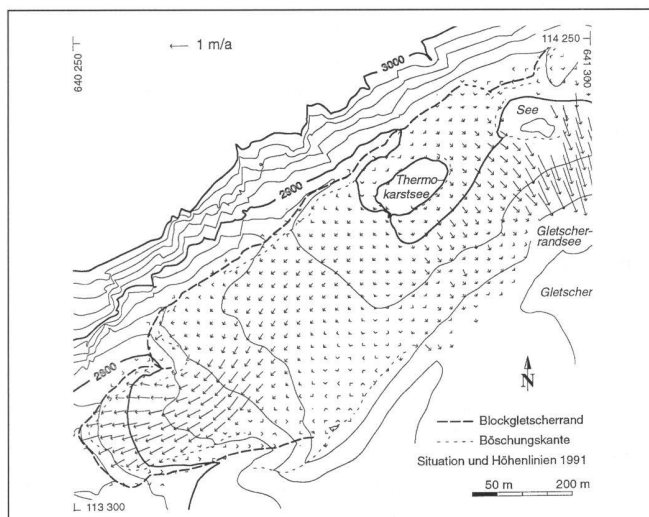 640 250
1 m/a
3000
114 250
641 300
See
2900
Thermo-
karstsee
Gletscher-
randsee
Gletscher
2800
N
Blockgletscherrand
Böschungskante
Situation und Höhenlinien 1991
50 m 200 m
113 300